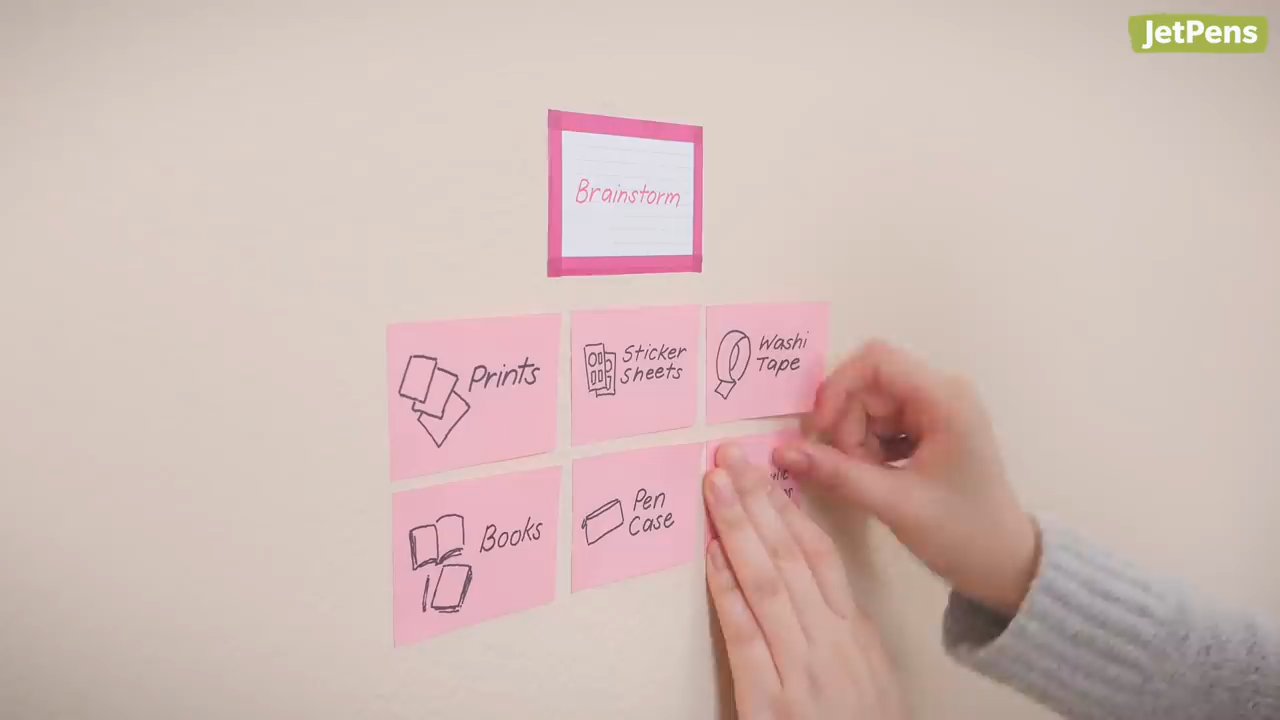 JetPens
Brainstorm
Prints
Sticker
Sheets
Washi
Tape
Books
Pen
Case